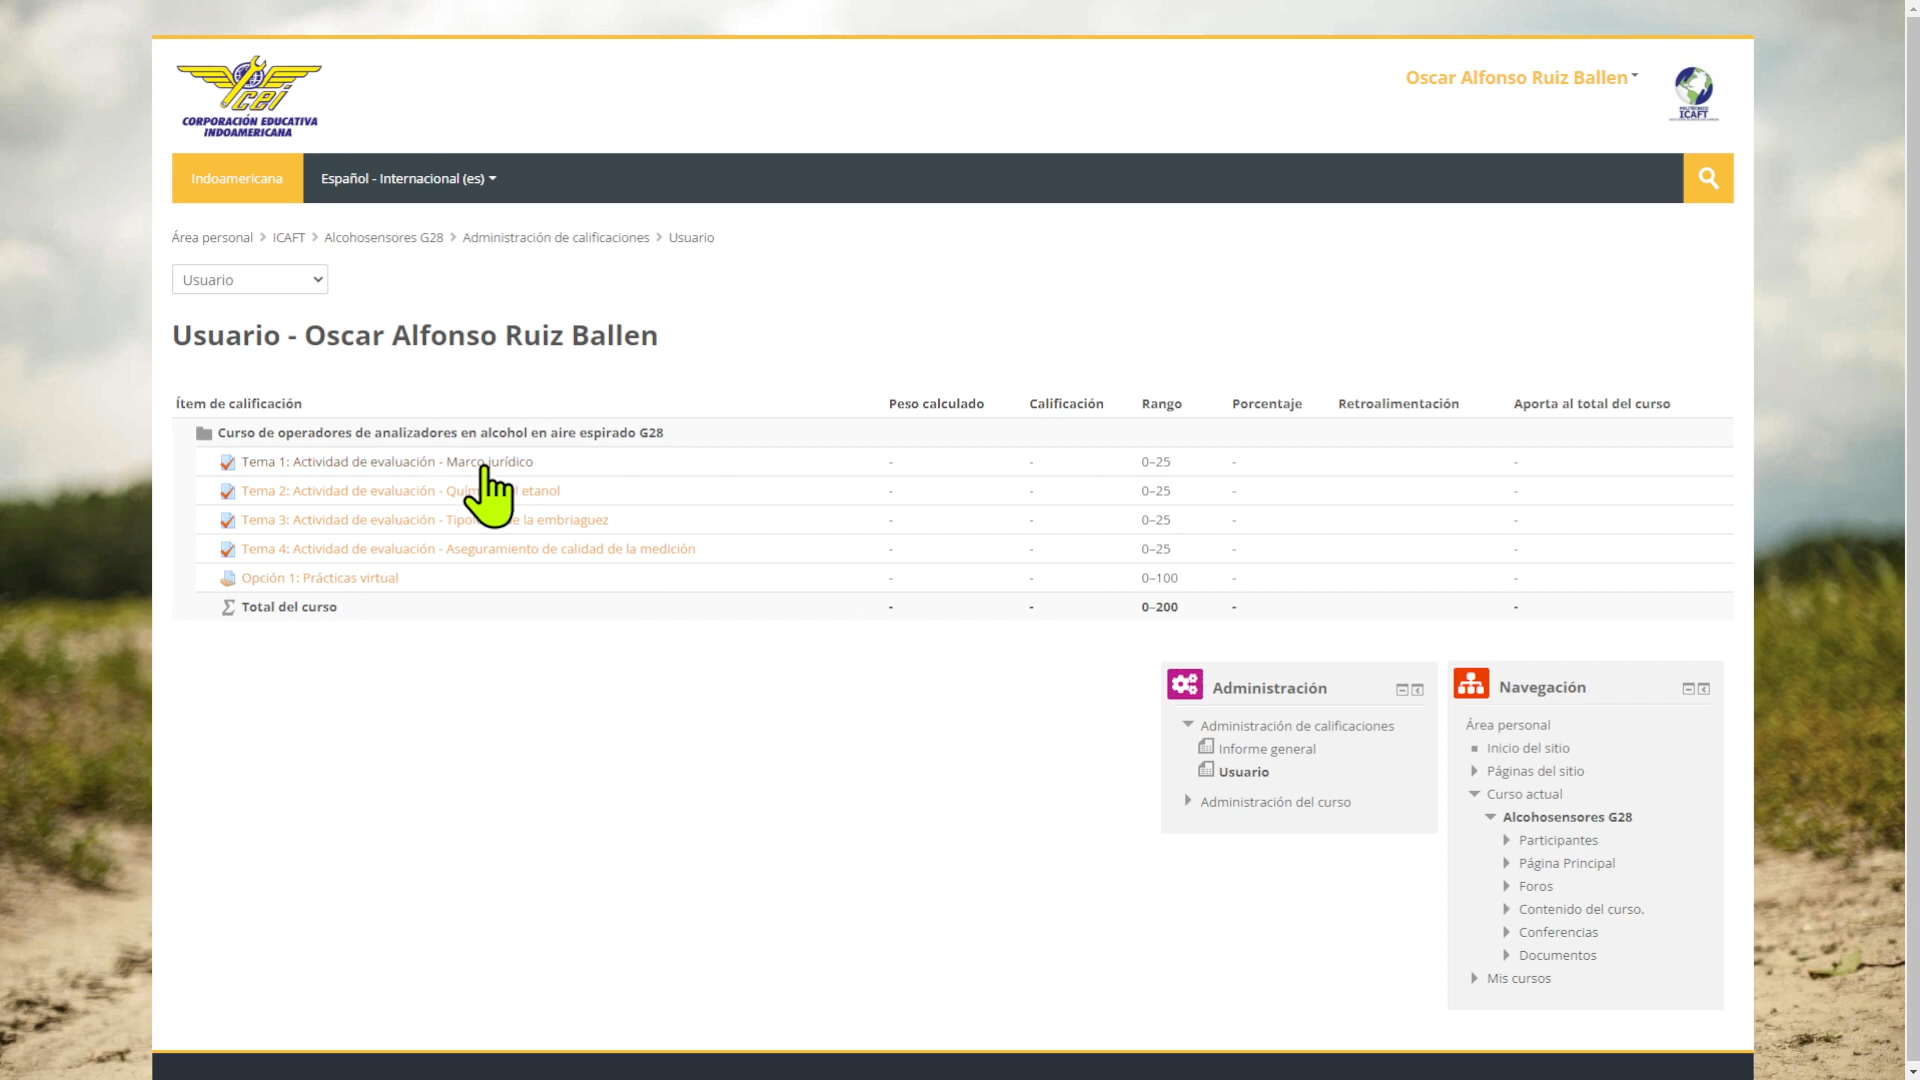 cei
CORPORACIÓN EDUCATIVA
INDOAMERICANA
Oscar Alfonso Ruiz Ballen
POLITÉCNICO
ICAFT
Indoamericana
Español - Internacional (es)
Área personal
ICAFT
Alcohosensores G28
Administración de calificaciones
Usuario
Usuario
Usuario - Oscar Alfonso Ruiz Ballen
Ítem de calificación Peso calculado Calificación Rango Porcentaje Retroalimentación Aporta al total del curso
Curso de operadores de analizadores en alcohol en aire espirado G28
Tema 1: Actividad de evaluación - Marco jurídico - - 0–25 - -
Tema 2: Actividad de evaluación - etanol - - 0–25 - -
Tema 3: Actividad de evaluación - la embriaguez - - 0–25 - -
Tema 4: Actividad de evaluación - Aseguramiento de calidad de la medición - - 0–25 - -
Opción 1: Prácticas virtual - - 0–100 - -
Total del curso - - 0–200 - -
Administración
Administración de calificaciones
Informe general
Usuario
Administración del curso
Navegación
Área personal
Inicio del sitio
Páginas del sitio
Curso actual
Alcohosensores G28
Participantes
Página Principal
Foros
Contenido del curso.
Conferencias
Documentos
Mis cursos